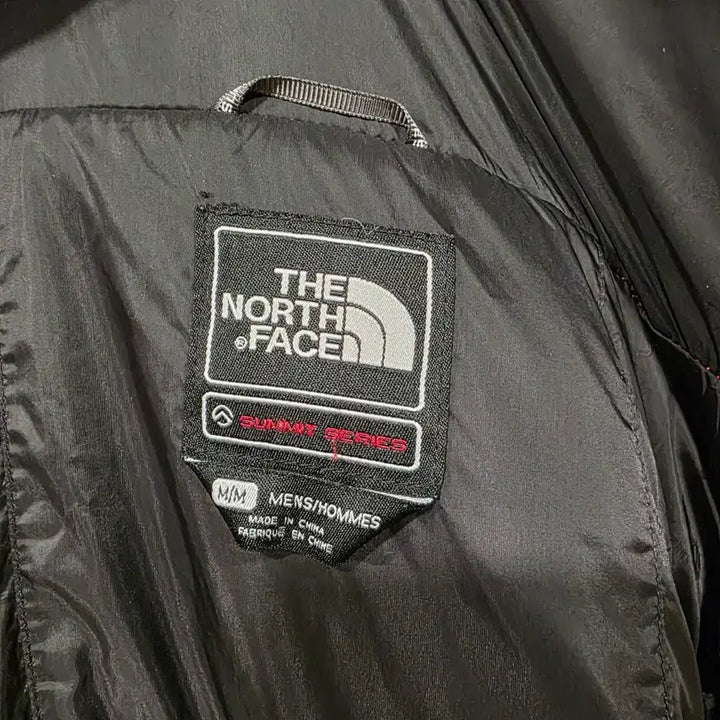 THE
NORTH
®FACE
SUMMIT SERIES
M/M MENS/HOMMES
MADE IN CHINA
FABRIQUE EN CHINE